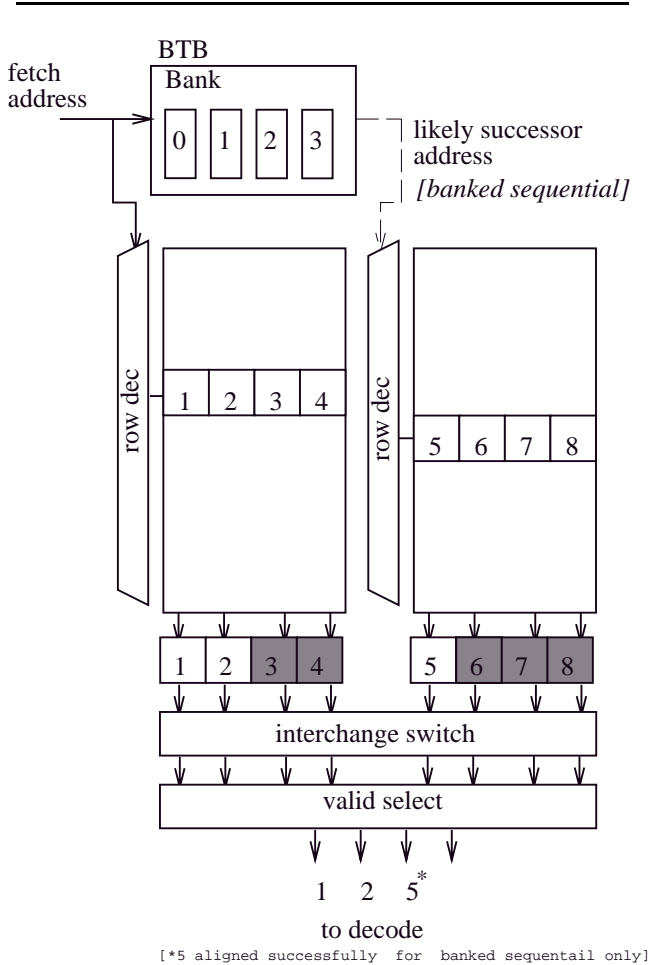 BTB
fetch
address
Bank
0 1 2 3
likely successor
address
[banked sequential]
row dec
1 2 3 4
row dec
5 6 7 8
1 2 3 4
5 6 7 8
interchange switch
valid select
1 2 5*
to decode
[*5 aligned successfully for banked sequentail only]